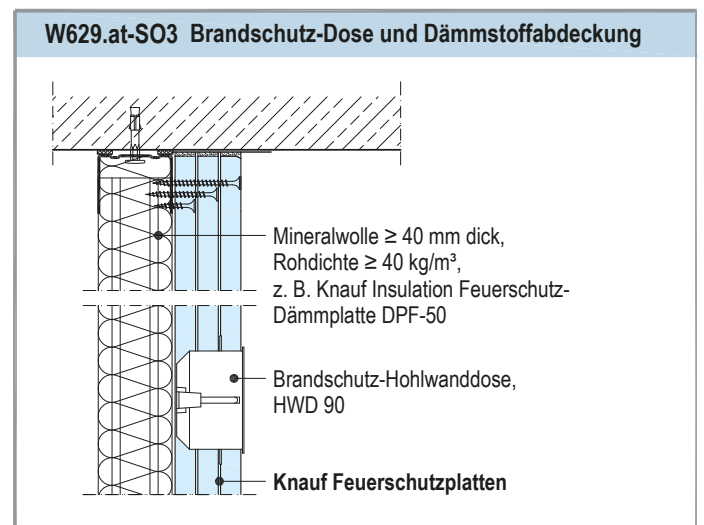 W629.at-SO3 Brandschutz-Dose und Dämmstoffabdeckung
Mineralwolle ≥ 40 mm dick,
Rohdichte ≥ 40 kg/m³,
z. B. Knauf Insulation Feuerschutz-
Dämmplatte DPF-50
Brandschutz-Hohlwanddose,
HWD 90
Knauf Feuerschutzplatten